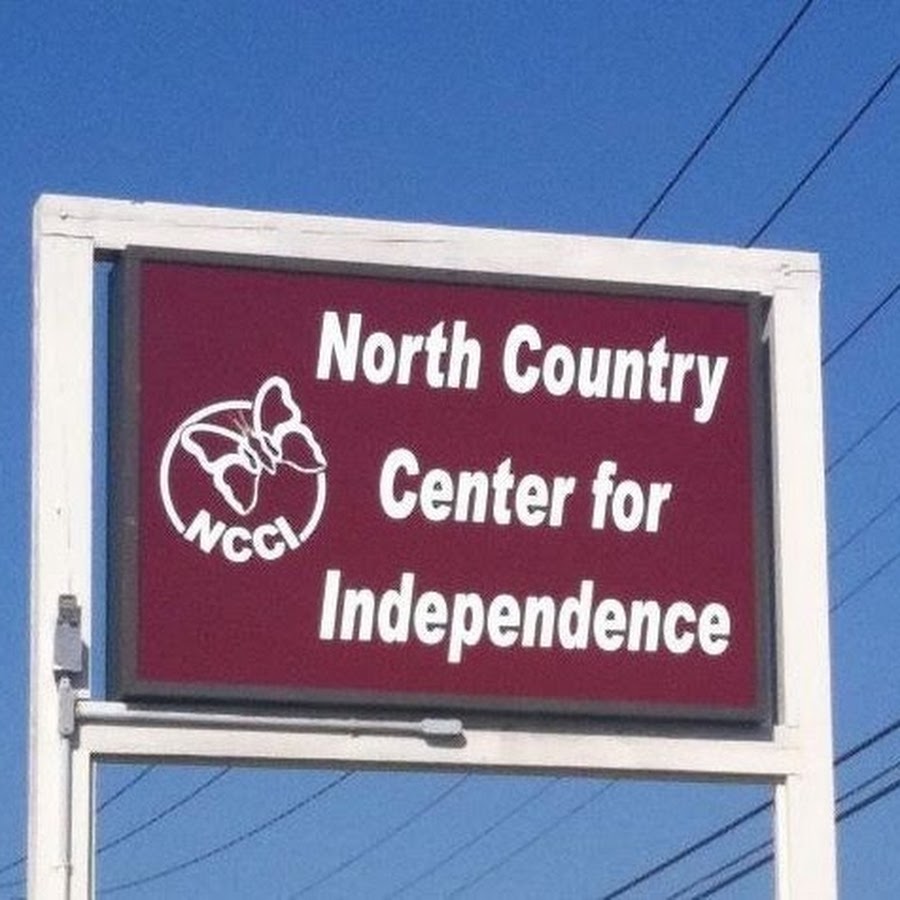 North Country
Center for
Independence
NCCI